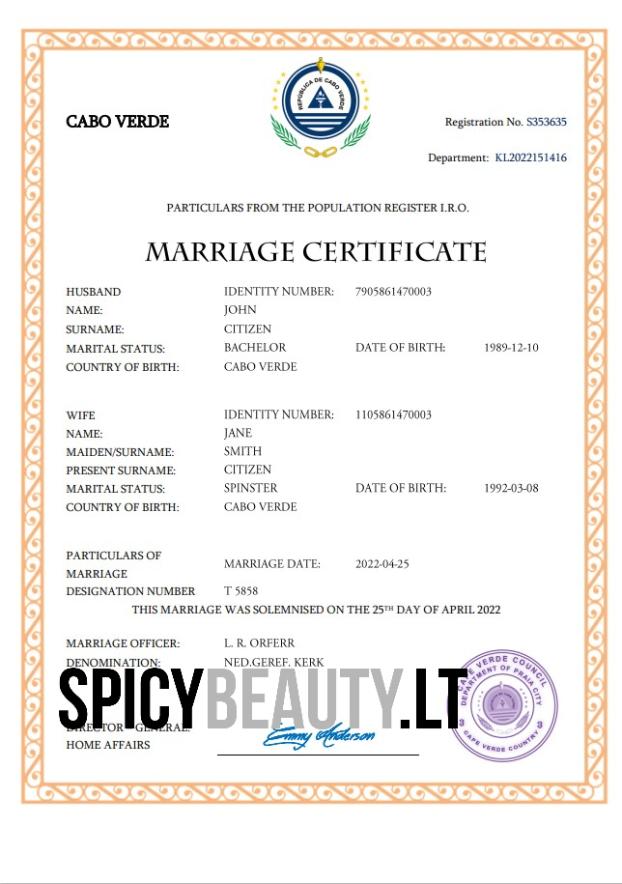 REPÚBLICA DE CABO VERDE
CABO VERDE
Registration No. S353635
Department: KL2022151416
PARTICULARS FROM THE POPULATION REGISTER I.R.O.
MARRIAGE CERTIFICATE
HUSBAND IDENTITY NUMBER: 7905861470003
NAME: JOHN
SURNAME: CITIZEN
MARITAL STATUS: BACHELOR DATE OF BIRTH: 1989-12-10
COUNTRY OF BIRTH: CABO VERDE
WIFE IDENTITY NUMBER: 1105861470003
NAME: JANE
MAIDEN/SURNAME: SMITH
PRESENT SURNAME: CITIZEN
MARITAL STATUS: SPINSTER DATE OF BIRTH: 1992-03-08
COUNTRY OF BIRTH: CABO VERDE
PARTICULARS OF
MARRIAGE MARRIAGE DATE: 2022-04-25
DESIGNATION NUMBER T 5858
THIS MARRIAGE WAS SOLEMNISED ON THE 25TH DAY OF APRIL 2022
MARRIAGE OFFICER: L. R. ORFERR
DENOMINATION: NED.GEREF. KERK
SPICYBEAUTY.LT
DIRECTOR - GENERAL:
HOME AFFAIRS
Emmy Anderson
CAPE VERDE COUNCIL
DEPARTMENT OF PRAIA CITY
CAPE VERDE COUNTRY